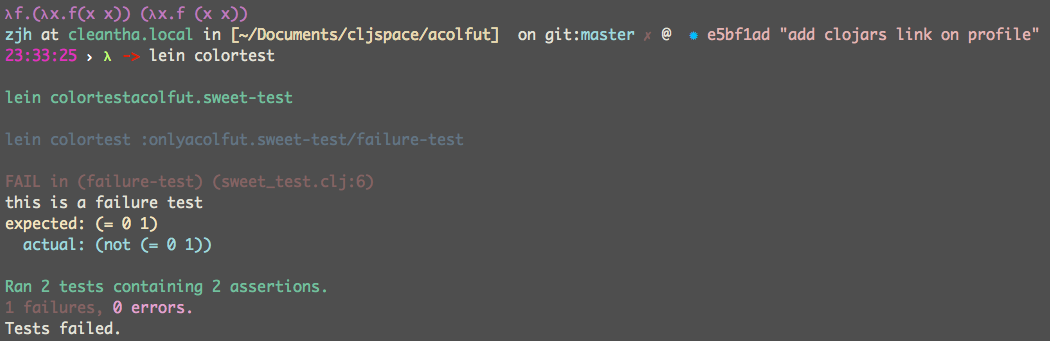 λf.(λx.f(x x)) (λx.f (x x))
zjh at cleantha.local in [~/Documents/cljspace/acolfut]  on git:master ✗ @  ✹ e5bf1ad "add clojars link on profile"
23:33:25 › λ -> lein colortest
lein colortestacolfut.sweet-test
lein colortest :onlyacolfut.sweet-test/failure-test
FAIL in (failure-test) (sweet_test.clj:6)
this is a failure test
expected: (= 0 1)
  actual: (not (= 0 1))
Ran 2 tests containing 2 assertions.
1 failures, 0 errors.
Tests failed.